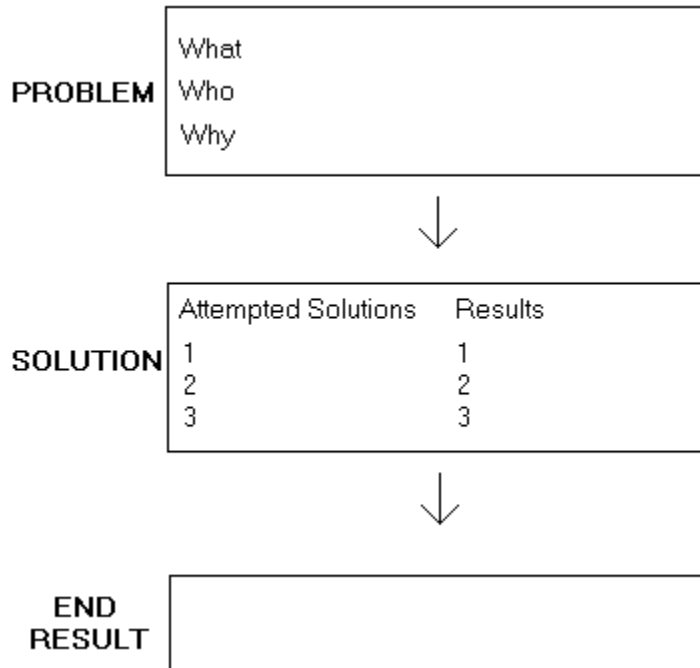 What
PROBLEM Who
Why
Attempted Solutions Results
1 1
SOLUTION
2 2
3 3
END
RESULT